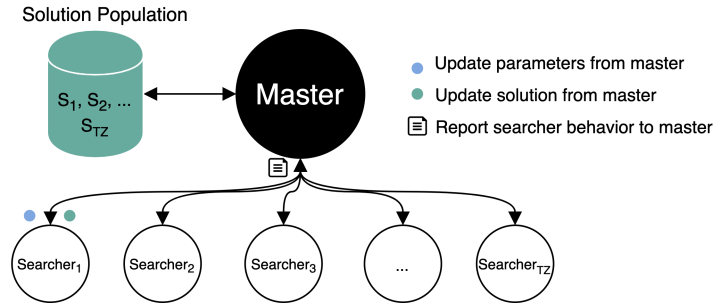 Solution Population
S1, S2, ...
STZ
Master
Update parameters from master
Update solution from master
Report searcher behavior to master
Searcher1
Searcher2
Searcher3
...
SearcherTZ